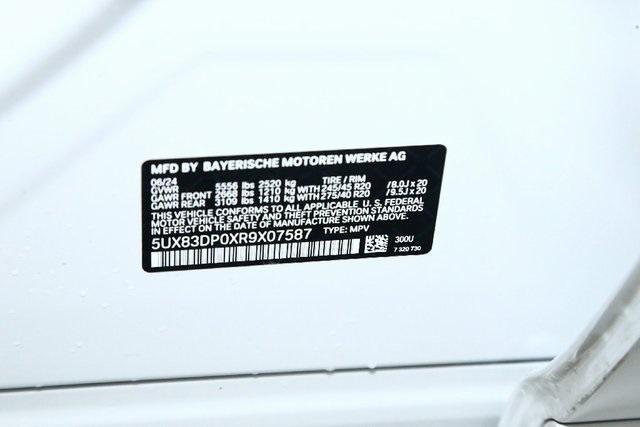 MFD BY BAYERISCHE MOTOREN WERKE AG
06/24 TIRE / RIM
GVWR 5556 lbs 2520 kg
GAWR FRONT 2668 lbs 1210 kg WITH 245/45 R20 /8.0J x 20
GAWR REAR 3109 lbs 1410 kg WITH 275/40 R20 /9.5J x 20
THIS VEHICLE CONFORMS TO ALL APPLICABLE U.S. FEDERAL
MOTOR VEHICLE SAFETY AND THEFT PREVENTION STANDARDS
IN EFFECT ON THE DATE OF MANUFACTURE SHOWN ABOVE.
5UX83DP0XR9X07587 TYPE: MPV
300U
7 320 730